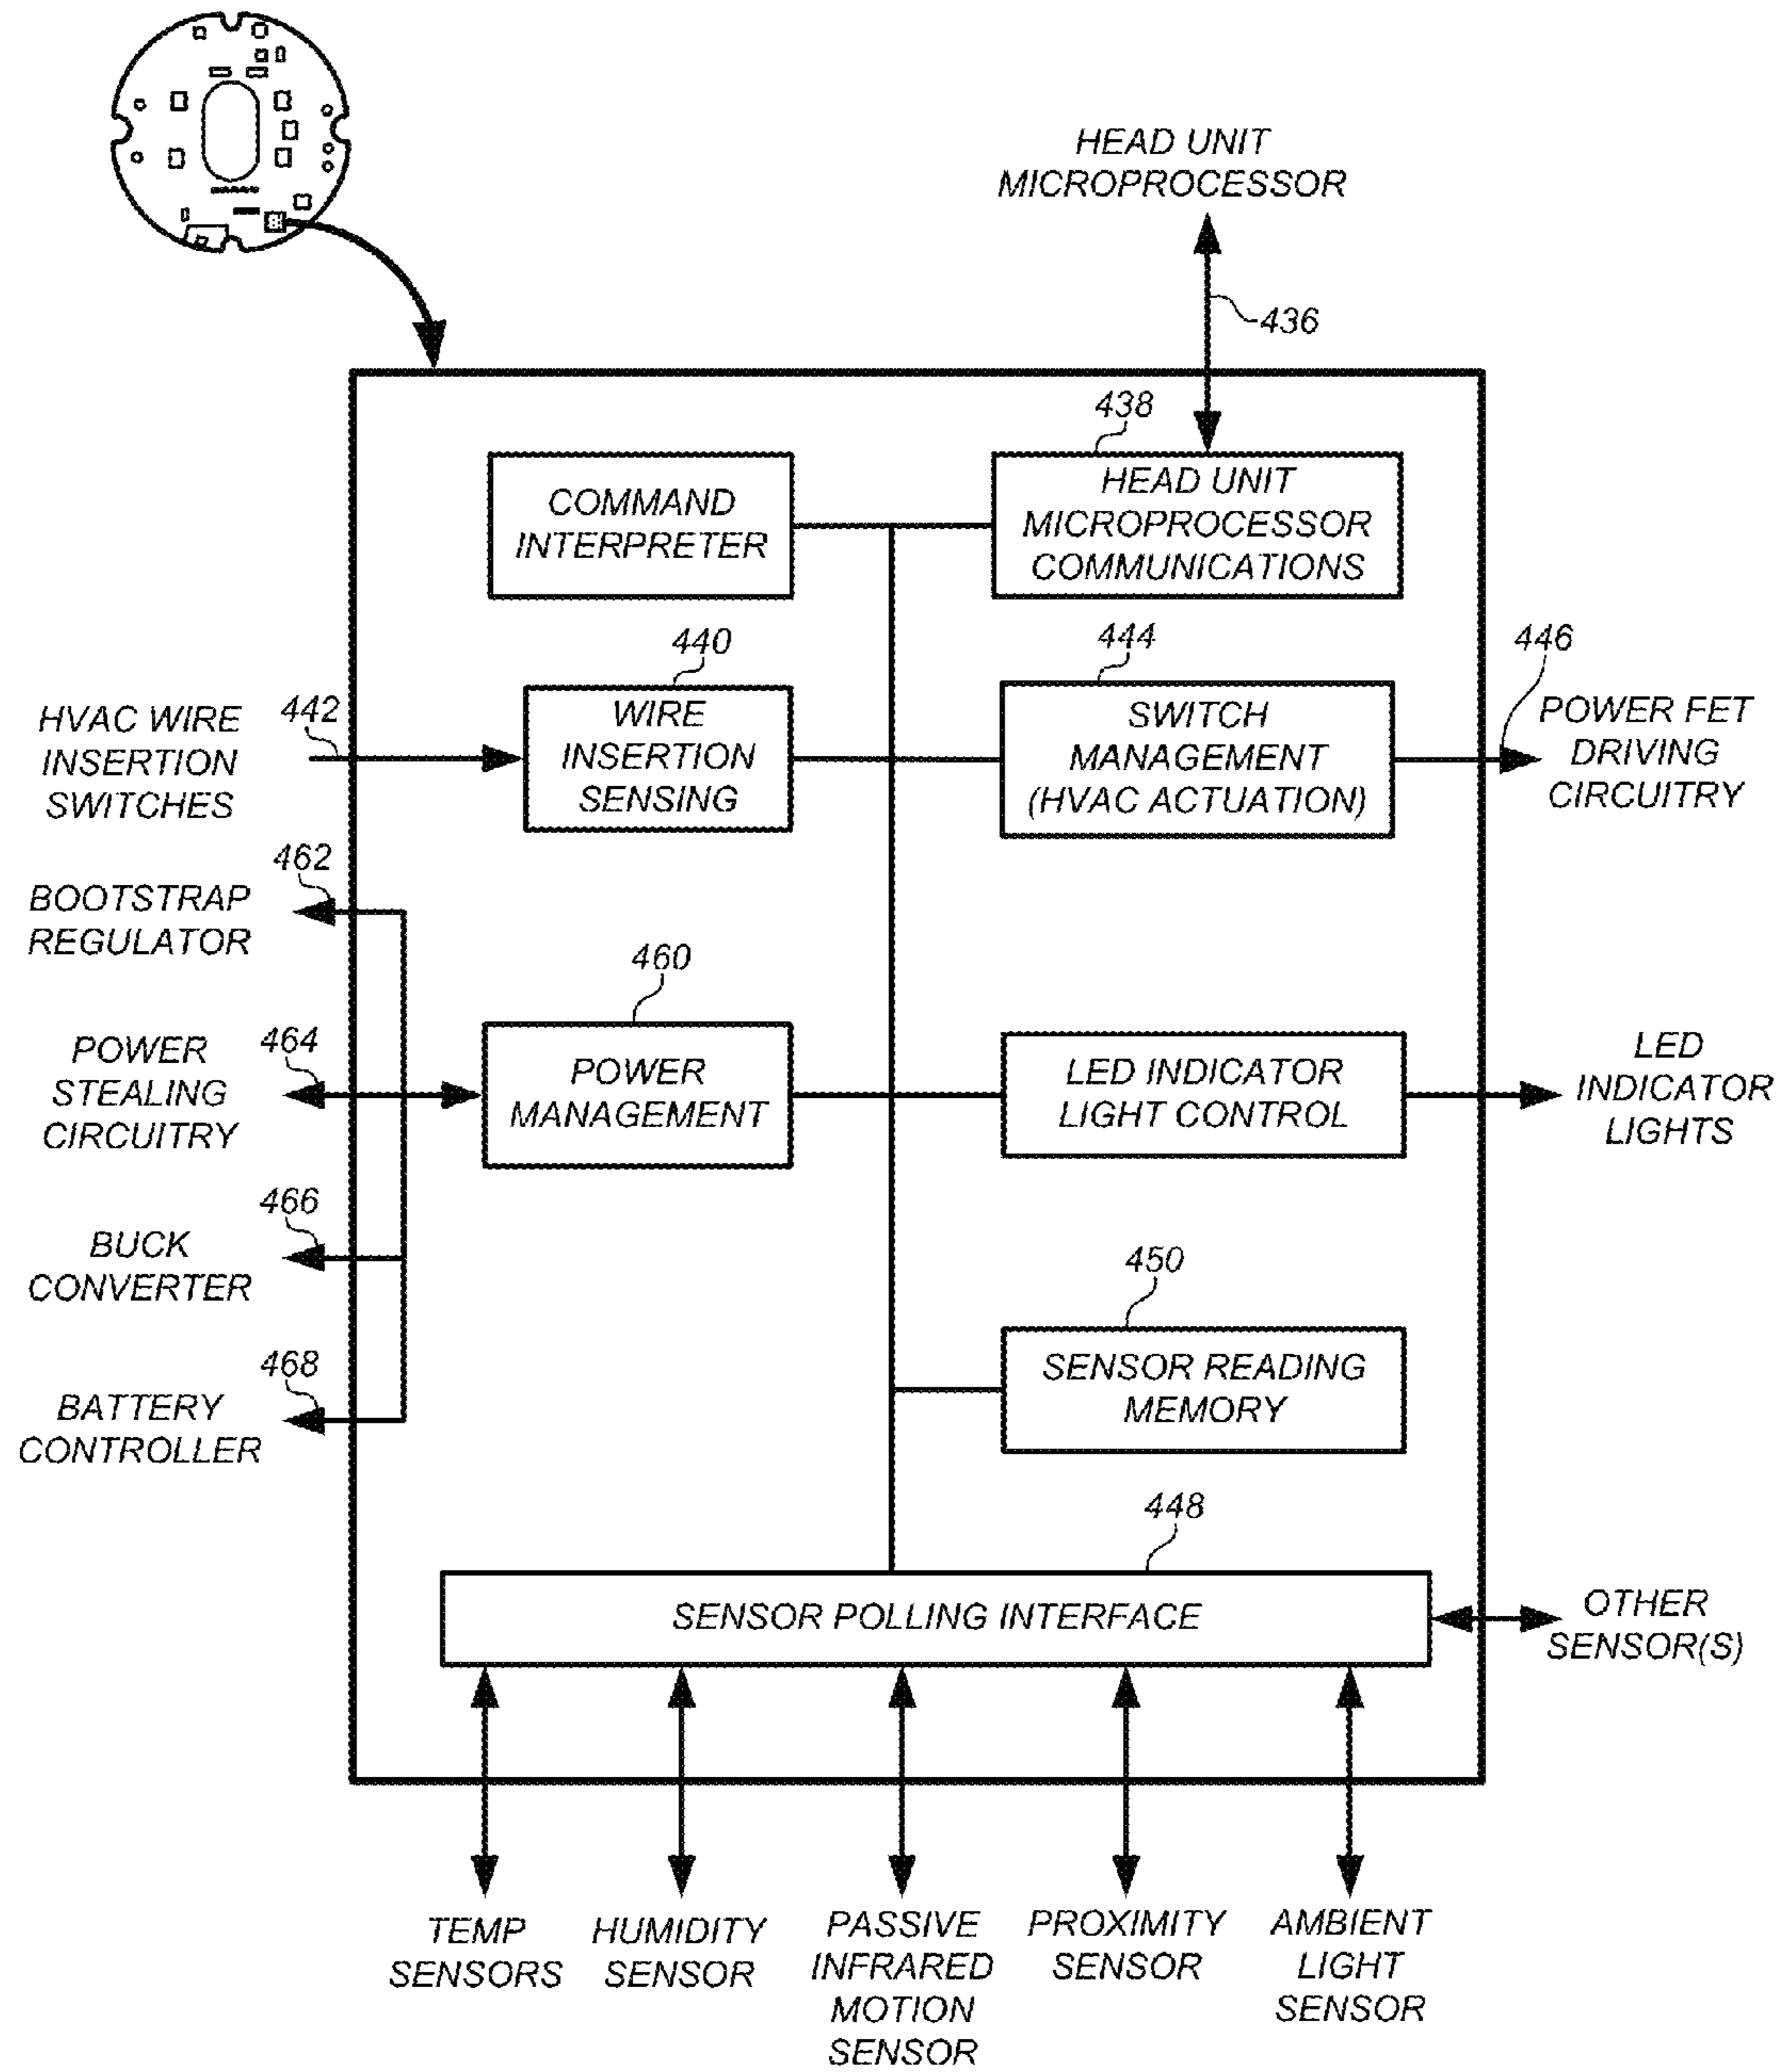 HEAD UNIT
MICROPROCESSOR
436
438
COMMAND
INTERPRETER
HEAD UNIT
MICROPROCESSOR
COMMUNICATIONS
440
444
446
442
HVAC WIRE
INSERTION
SWITCHES
WIRE
INSERTION
SENSING
SWITCH
MANAGEMENT
(HVAC ACTUATION)
POWER FET
DRIVING
CIRCUITRY
462
BOOTSTRAP
REGULATOR
460
464
POWER
STEALING
CIRCUITRY
POWER
MANAGEMENT
LED INDICATOR
LIGHT CONTROL
LED
INDICATOR
LIGHTS
466
BUCK
CONVERTER
450
468
BATTERY
CONTROLLER
SENSOR READING
MEMORY
448
SENSOR POLLING INTERFACE
OTHER
SENSOR(S)
TEMP
SENSORS
HUMIDITY
SENSOR
PASSIVE
INFRARED
MOTION
SENSOR
PROXIMITY
SENSOR
AMBIENT
LIGHT
SENSOR